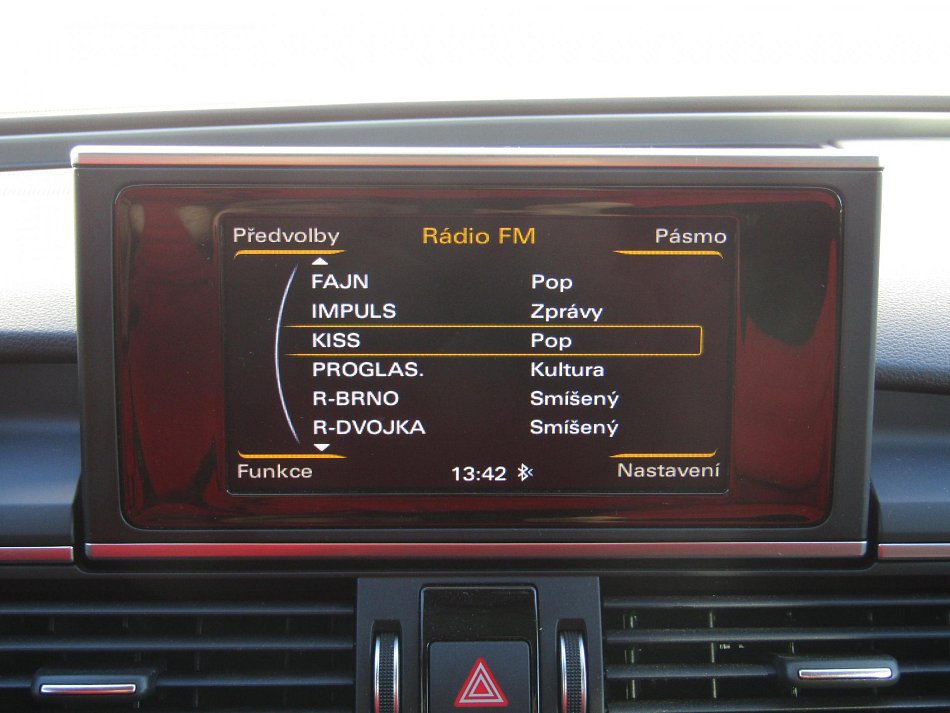 Předvolby Rádio FM Pásmo
FAJN Pop
IMPULS Zprávy
KISS Pop
PROGLAS. Kultura
R-BRNO Smíšený
R-DVOJKA Smíšený
Funkce 13:42 Nastavení